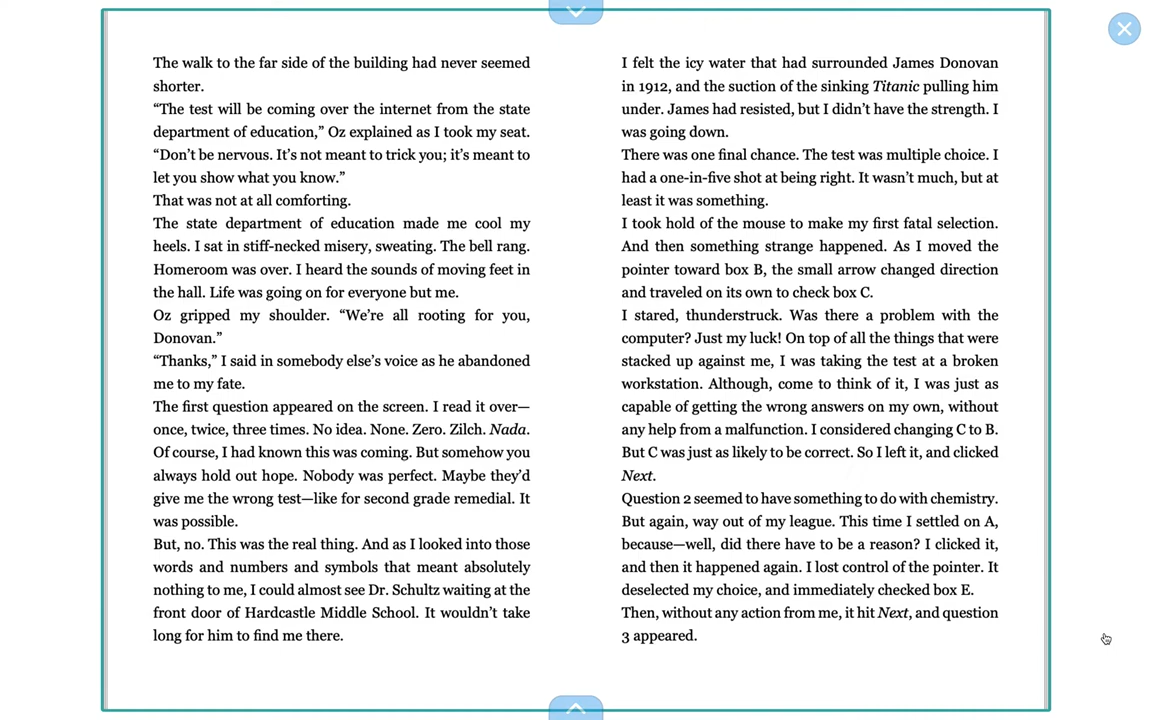 The walk to the far side of the building had never seemed
shorter.
“The test will be coming over the internet from the state
department of education,” Oz explained as I took my seat.
“Don’t be nervous. It’s not meant to trick you; it’s meant to
let you show what you know.”
That was not at all comforting.
The state department of education made me cool my
heels. I sat in stiff-necked misery, sweating. The bell rang.
Homeroom was over. I heard the sounds of moving feet in
the hall. Life was going on for everyone but me.
Oz gripped my shoulder. “We’re all rooting for you,
Donovan.”
“Thanks,” I said in somebody else’s voice as he abandoned
me to my fate.
The first question appeared on the screen. I read it over—
once, twice, three times. No idea. None. Zero. Zilch. Nada.
Of course, I had known this was coming. But somehow you
always hold out hope. Nobody was perfect. Maybe they’d
give me the wrong test—like for second grade remedial. It
was possible.
But, no. This was the real thing. And as I looked into those
words and numbers and symbols that meant absolutely
nothing to me, I could almost see Dr. Schultz waiting at the
front door of Hardcastle Middle School. It wouldn’t take
long for him to find me there.
I felt the icy water that had surrounded James Donovan
in 1912, and the suction of the sinking Titanic pulling him
under. James had resisted, but I didn’t have the strength. I
was going down.
There was one final chance. The test was multiple choice. I
had a one-in-five shot at being right. It wasn’t much, but at
least it was something.
I took hold of the mouse to make my first fatal selection.
And then something strange happened. As I moved the
pointer toward box B, the small arrow changed direction
and traveled on its own to check box C.
I stared, thunderstruck. Was there a problem with the
computer? Just my luck! On top of all the things that were
stacked up against me, I was taking the test at a broken
workstation. Although, come to think of it, I was just as
capable of getting the wrong answers on my own, without
any help from a malfunction. I considered changing C to B.
But C was just as likely to be correct. So I left it, and clicked
Next.
Question 2 seemed to have something to do with chemistry.
But again, way out of my league. This time I settled on A,
because—well, did there have to be a reason? I clicked it,
and then it happened again. I lost control of the pointer. It
deselected my choice, and immediately checked box E.
Then, without any action from me, it hit Next, and question
3 appeared.